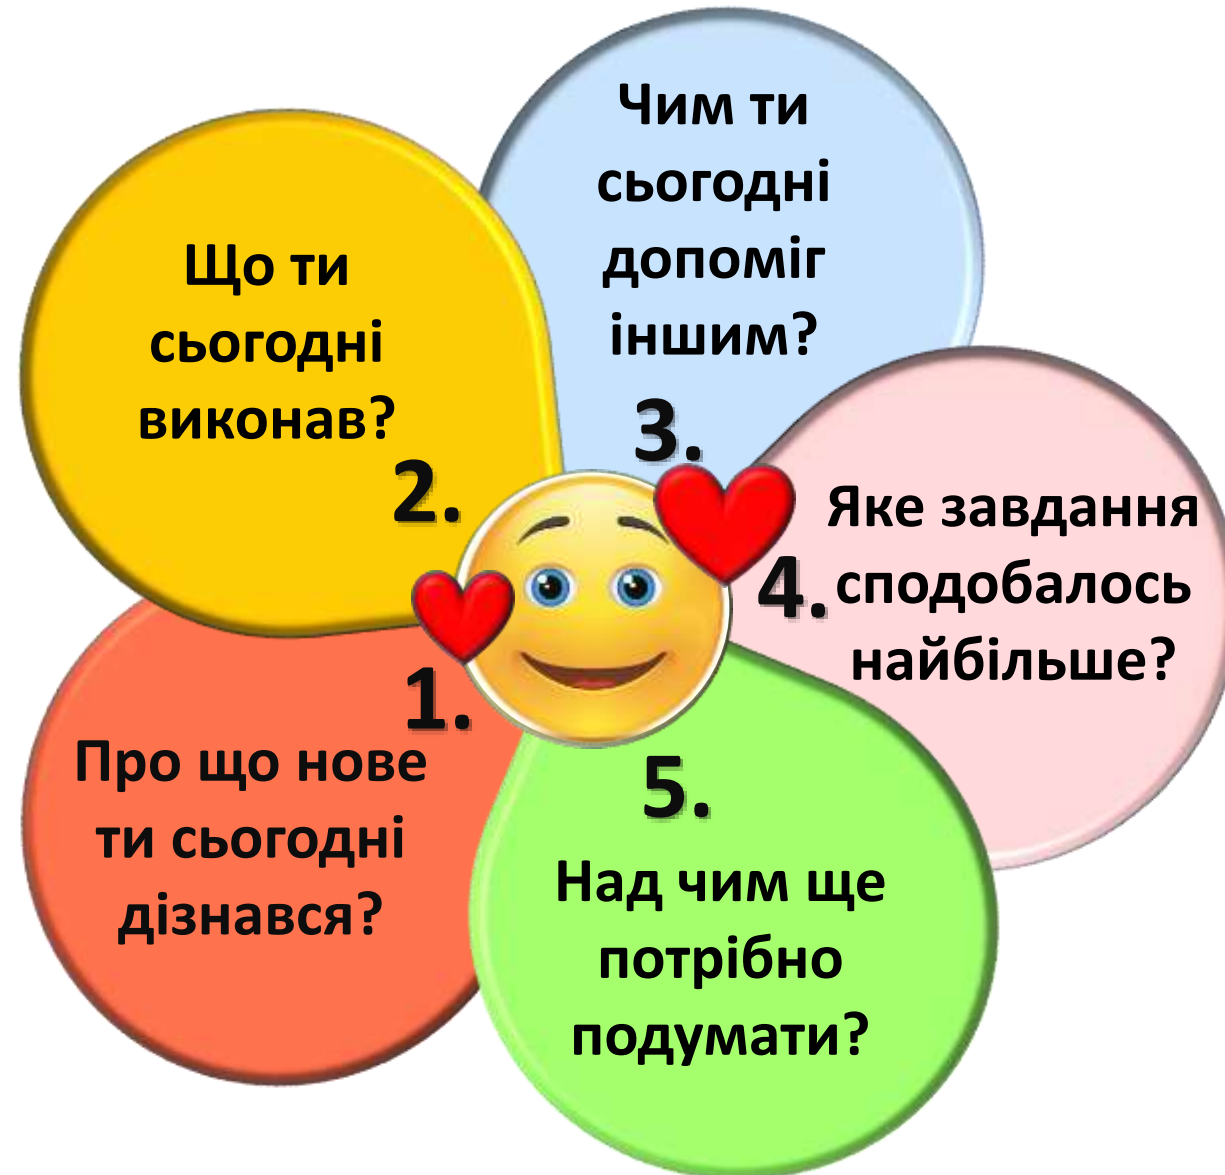 1.
Про що нове
ти сьогодні
дізнався?
2.
Що ти
сьогодні
виконав?
3.
Чим ти
сьогодні
допоміг
іншим?
4.
Яке завдання
сподобалось
найбільше?
5.
Над чим ще
потрібно
подумати?